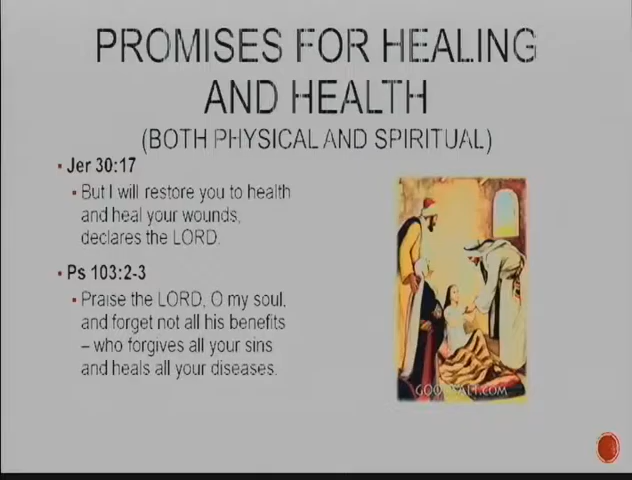 PROMISES FOR HEALING
AND HEALTH
(BOTH PHYSICAL AND SPIRITUAL)
▪ Jer 30:17
▪ But I will restore you to health
and heal your wounds,
declares the LORD.
▪ Ps 103:2-3
▪ Praise the LORD, O my soul,
and forget not all his benefits
– who forgives all your sins
and heals all your diseases.
GOODSALT.COM